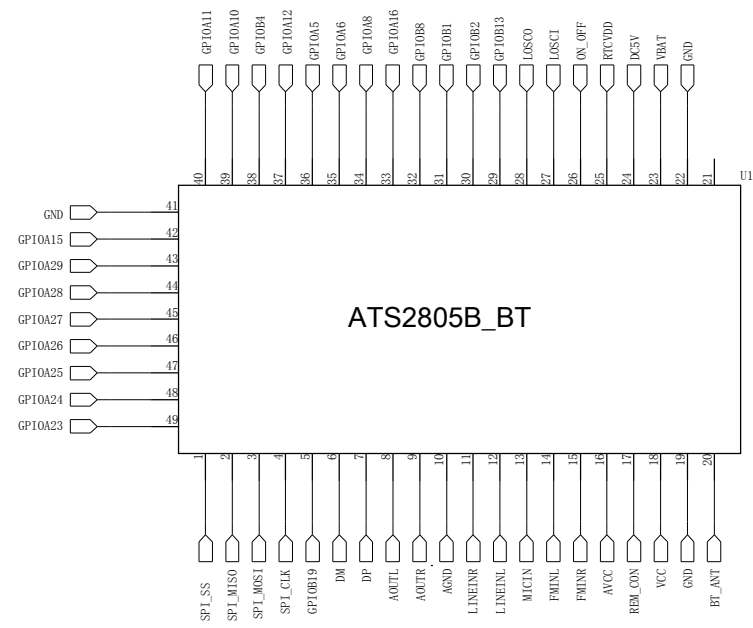 GPIOA11
GPIOA10
GPIOB4
GPIOA12
GPIOA5
GPIOA6
GPIOA8
GPIOA16
GPIOB8
GPIOB1
GPIOB2
GPIOB13
LOSCO
LOSCI
ON_OFF
RTCVDD
DC5V
VBAT
GND
40
39
38
37
36
35
34
33
32
31
30
29
28
27
26
25
24
23
22
21
U1
GND 41
GPIOA15 42
GPIOA29 43
GPIOA28 44
GPIOA27 45
GPIOA26 46
GPIOA25 47
GPIOA24 48
GPIOA23 49
ATS2805B_BT
1
2
3
4
5
6
7
8
9
10
11
12
13
14
15
16
17
18
19
20
SPI_SS
SPI_MISO
SPI_MOSI
SPI_CLK
GPIOB19
DM
DP
AOUTL
AOUTR
AGND
LINEINR
LINEINL
MICIN
FMINL
FMINR
AVCC
REM_CON
VCC
GND
BT_ANT